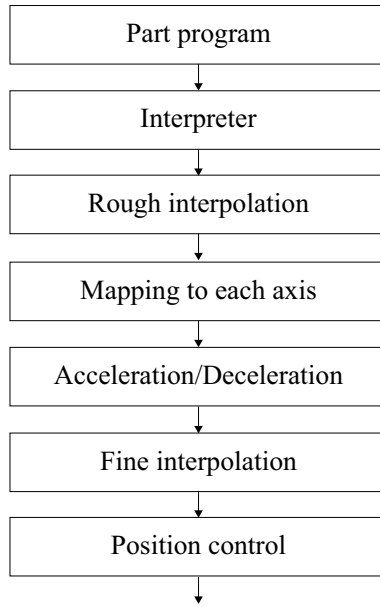 Part program
Interpreter
Rough interpolation
Mapping to each axis
Acceleration/Deceleration
Fine interpolation
Position control